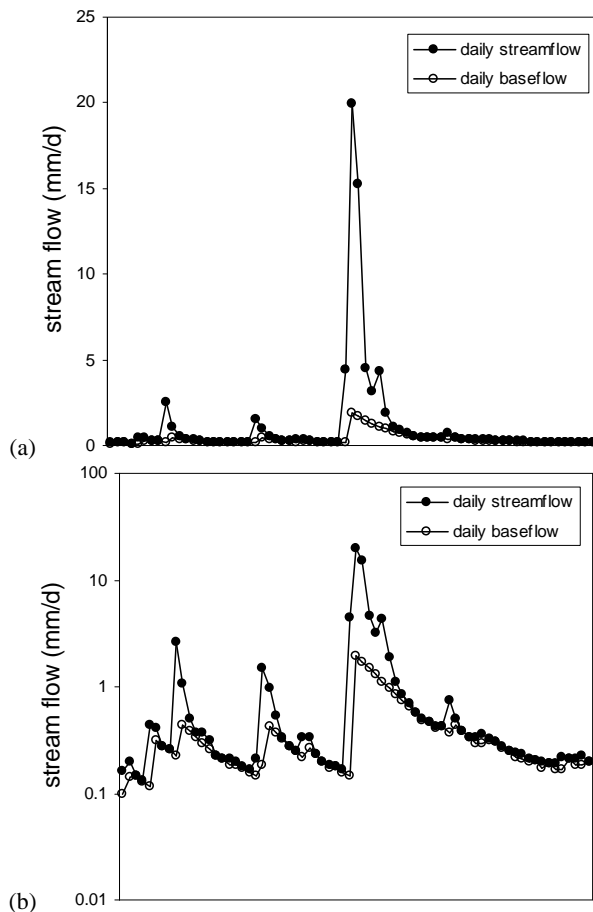 25
20
15
10
5
0
stream flow (mm/d)
daily streamflow
daily baseflow
(a)
100
10
1
0.1
0.01
stream flow (mm/d)
daily streamflow
daily baseflow
(b)